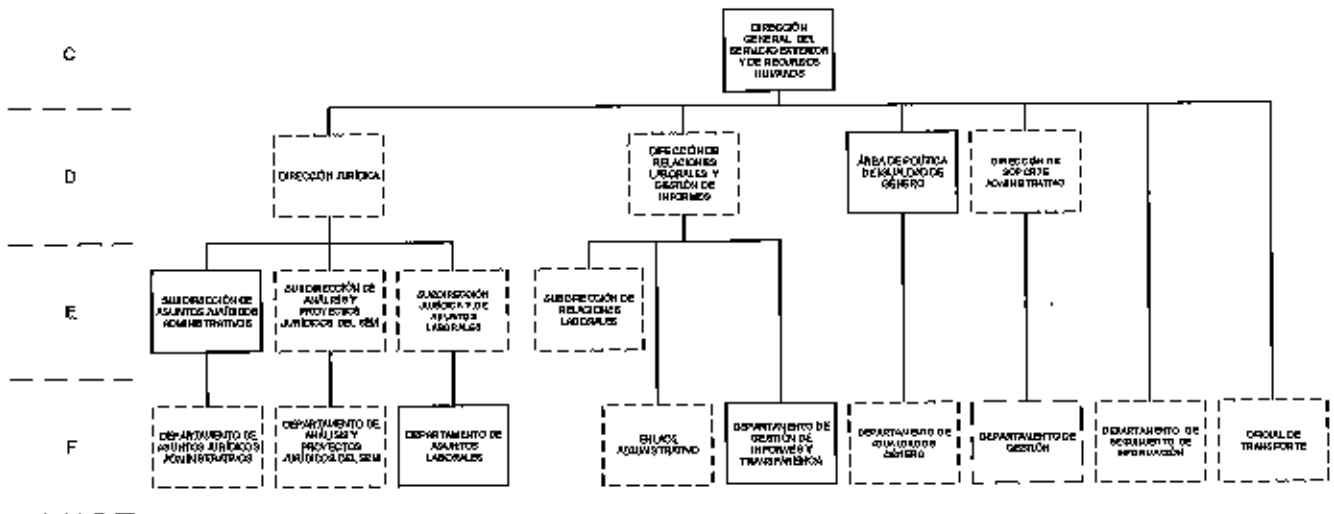 C
DIRECCIÓN
GENERAL DEL
SERVICIO EXTERIOR
Y DE RECURSOS
HUMANOS
D
DIRECCIÓN JURÍDICA
DIRECCIÓN DE
RELACIONES
LABORALES Y
GESTIÓN DE
INFORMES
ÁREA DE POLÍTICA
DE IGUALDAD DE
GÉNERO
DIRECCIÓN DE
SOPORTE
ADMINISTRATIVO
E
SUBDIRECCIÓN DE
ASUNTOS JURÍDICOS
ADMINISTRATIVOS
SUBDIRECCIÓN DE
ANÁLISIS Y
PROYECTOS
JURÍDICOS DEL SEM
SUBDIRECCIÓN
JURÍDICA Y DE
ASUNTOS
LABORALES
SUBDIRECCIÓN DE
RELACIONES
LABORALES
F
DEPARTAMENTO DE
ASUNTOS JURÍDICOS
ADMINISTRATIVOS
DEPARTAMENTO DE
ANÁLISIS Y
PROYECTOS
JURÍDICOS DEL SEM
DEPARTAMENTO DE
ASUNTOS
LABORALES
ENLACE
ADMINISTRATIVO
DEPARTAMENTO DE
GESTIÓN DE
INFORMES Y
TRANSPARENCIA
DEPARTAMENTO
DE IGUALDAD DE
GÉNERO
DEPARTAMENTO DE
GESTIÓN
DEPARTAMENTO DE
SEGUIMIENTO DE
INFORMACIÓN
OFICIAL DE
TRANSPORTE